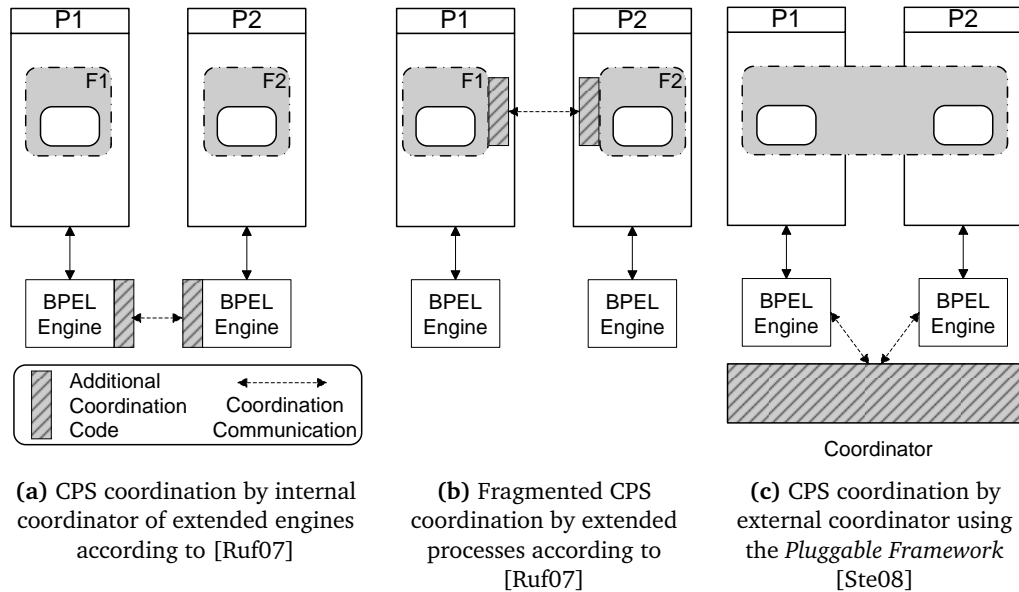 P1
P2
F1
F2
BPEL
Engine
BPEL
Engine
Additional
Coordination
Code
Coordination
Communication
(a) CPS coordination by internal
coordinator of extended engines
according to [Ruf07]
P1
P2
F1
F2
BPEL
Engine
BPEL
Engine
(b) Fragmented CPS
coordination by extended
processes according to
[Ruf07]
P1
P2
BPEL
Engine
BPEL
Engine
Coordinator
(c) CPS coordination by
external coordinator using
the Pluggable Framework
[Ste08]